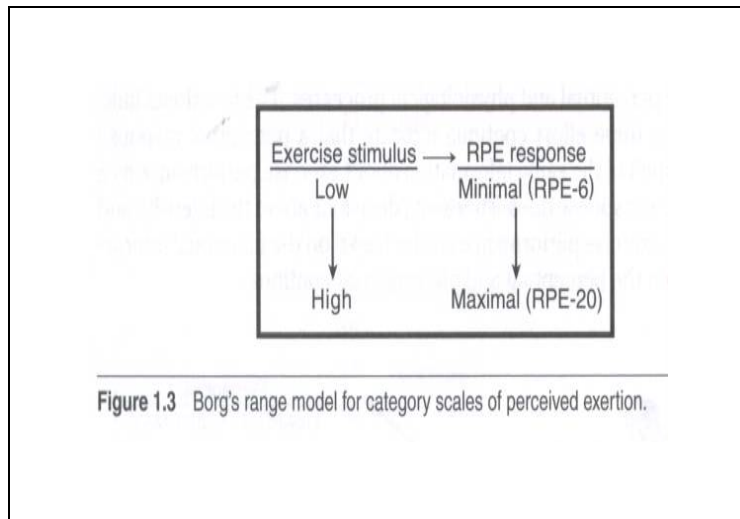 Exercise stimulus → RPE response
Low Minimal (RPE-6)
High Maximal (RPE-20)
Figure 1.3 Borg's range model for category scales of perceived exertion.